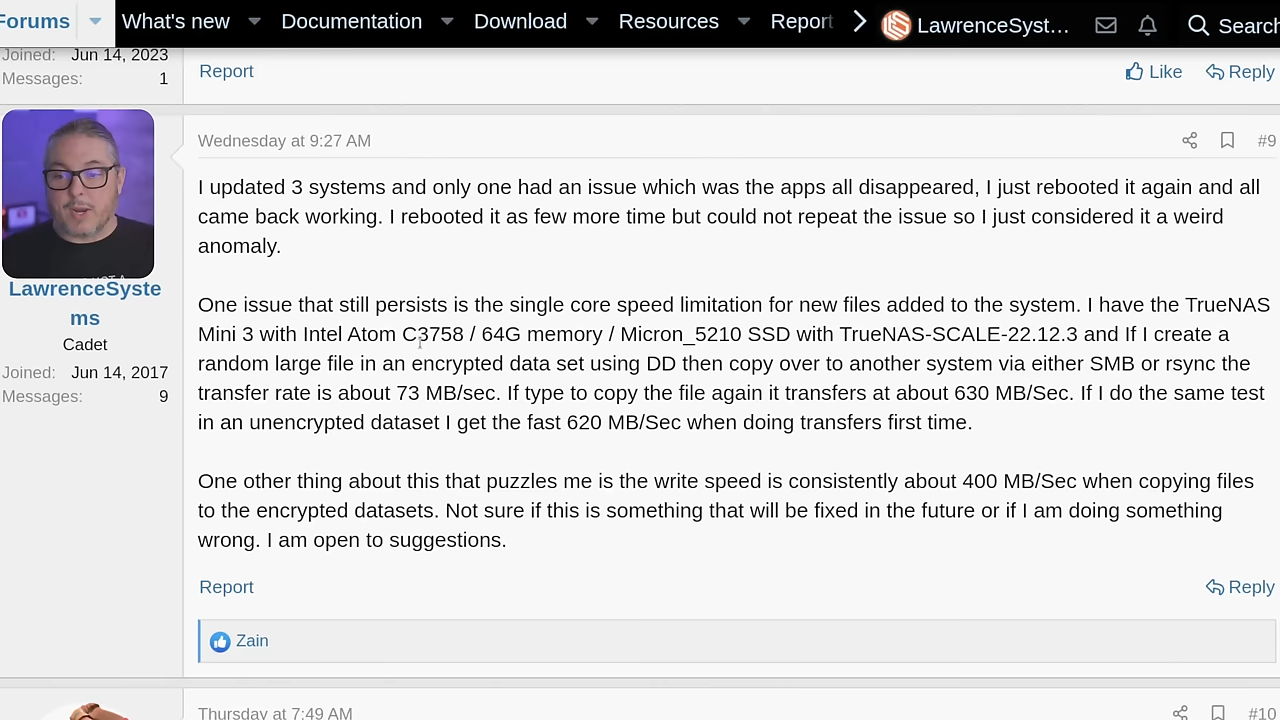 Forums What's new Documentation Download Resources Report LawrenceSyst... Search
Joined: Jun 14, 2023
Messages: 1
Report Like Reply
Wednesday at 9:27 AM #9
I updated 3 systems and only one had an issue which was the apps all disappeared, I just rebooted it again and all
came back working. I rebooted it as few more time but could not repeat the issue so I just considered it a weird
anomaly.
LawrenceSyste
ms
Cadet
Joined: Jun 14, 2017
Messages: 9
One issue that still persists is the single core speed limitation for new files added to the system. I have the TrueNAS
Mini 3 with Intel Atom C3758 / 64G memory / Micron_5210 SSD with TrueNAS-SCALE-22.12.3 and If I create a
random large file in an encrypted data set using DD then copy over to another system via either SMB or rsync the
transfer rate is about 73 MB/sec. If type to copy the file again it transfers at about 630 MB/Sec. If I do the same test
in an unencrypted dataset I get the fast 620 MB/Sec when doing transfers first time.
One other thing about this that puzzles me is the write speed is consistently about 400 MB/Sec when copying files
to the encrypted datasets. Not sure if this is something that will be fixed in the future or if I am doing something
wrong. I am open to suggestions.
Report Reply
Zain
Thursday at 7:49 AM #10